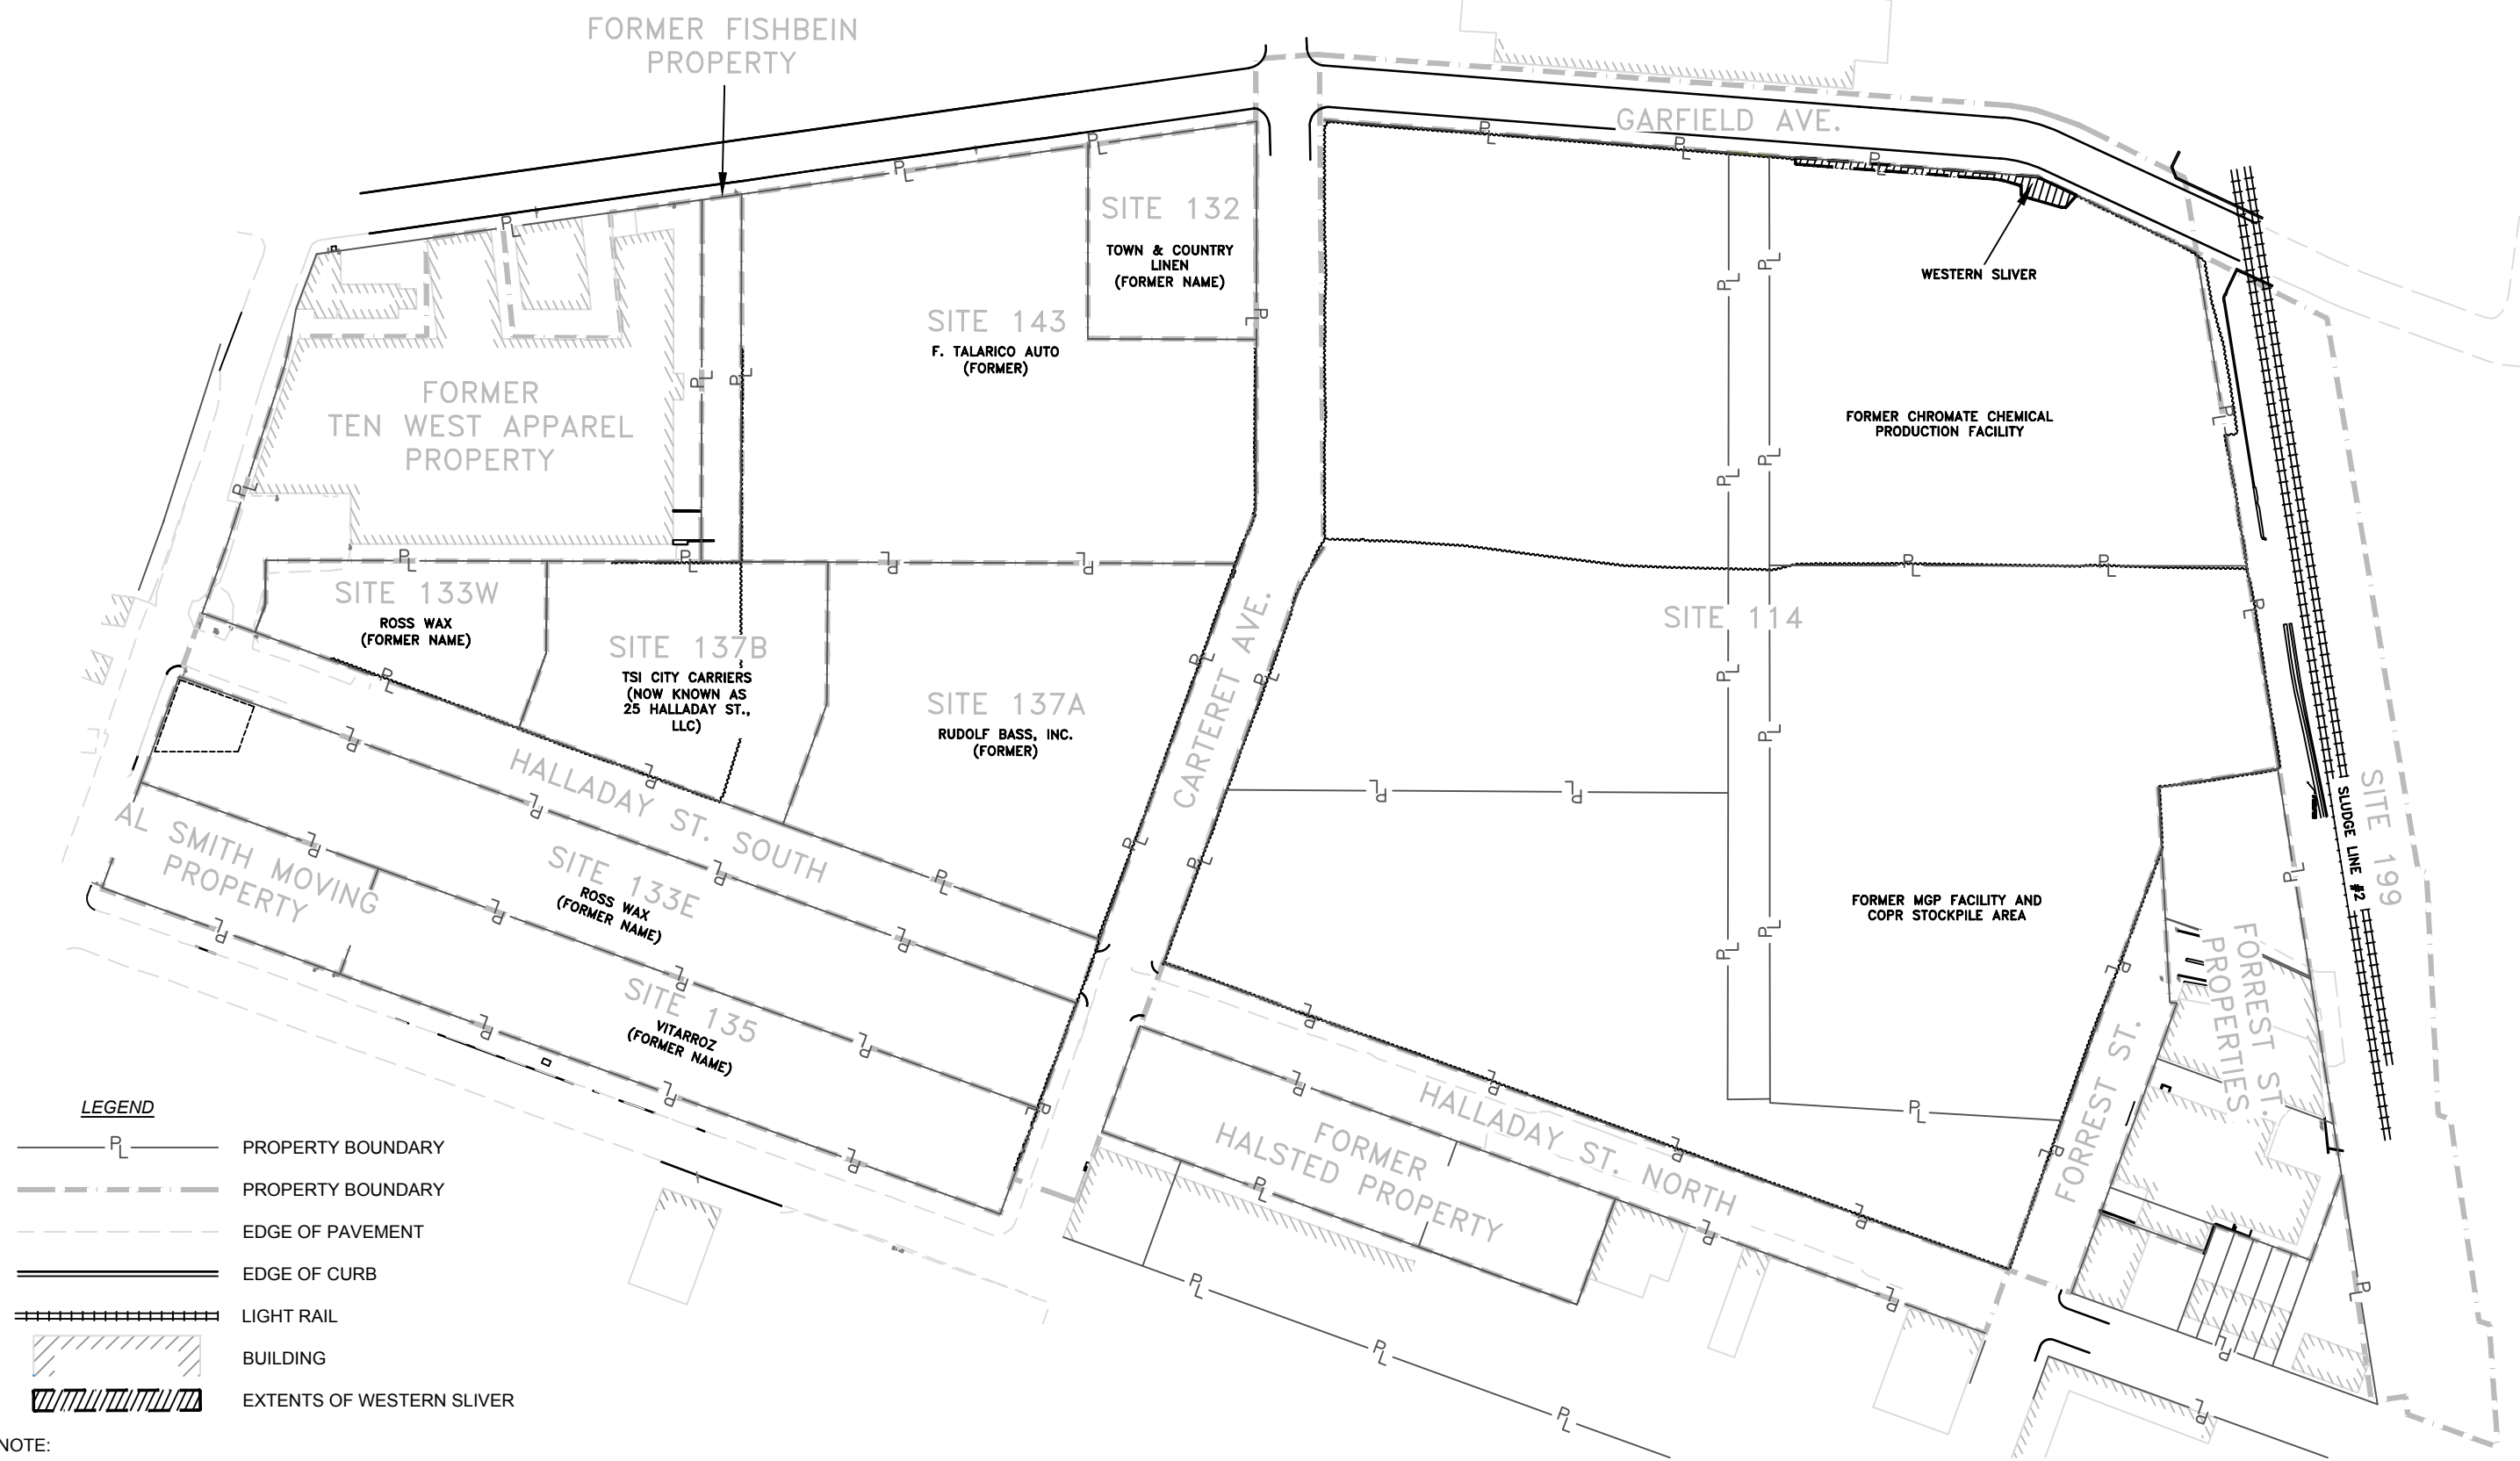 FORMER FISHBEIN
PROPERTY
GARFIELD AVE.
SITE 132
TOWN & COUNTRY
LINEN
(FORMER NAME)
WESTERN SLIVER
SITE 143
F. TALARICO AUTO
(FORMER)
FORMER
TEN WEST APPAREL
PROPERTY
FORMER CHROMATE CHEMICAL
PRODUCTION FACILITY
SITE 133W
ROSS WAX
(FORMER NAME)
SITE 137B
TSI CITY CARRIERS
(NOW KNOWN AS
25 HALLADAY ST.,
LLC)
SITE 137A
RUDOLF BASS, INC.
(FORMER)
CARTERET AVE.
SITE 114
HALLADAY ST. SOUTH
AL SMITH MOVING
PROPERTY
SITE 133E
ROSS WAX
(FORMER NAME)
SITE 135
VITARROZ
(FORMER NAME)
FORMER MGP FACILITY AND
COPR STOCKPILE AREA
SLUDGE LINE #2
SITE 199
FORREST ST.
PROPERTIES
FORREST ST.
HALLADAY ST. NORTH
FORMER
HALSTED PROPERTY
LEGEND
PL PROPERTY BOUNDARY
PROPERTY BOUNDARY
EDGE OF PAVEMENT
EDGE OF CURB
LIGHT RAIL
BUILDING
EXTENTS OF WESTERN SLIVER
NOTE: